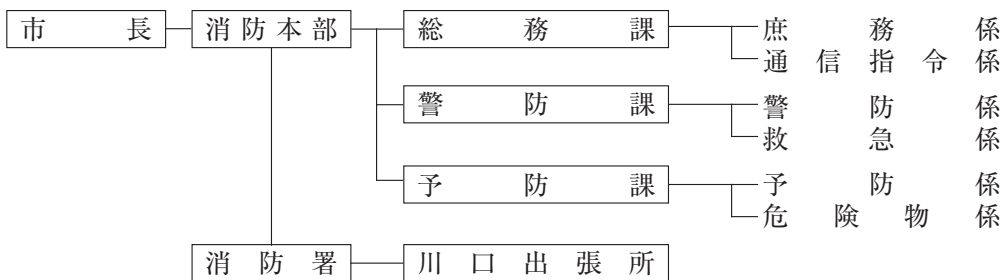 市長 消防本部 総務課 庶務係
通信指令係
警防課 警防係
救急係
予防課 予防係
危険物係
消防署 川口出張所